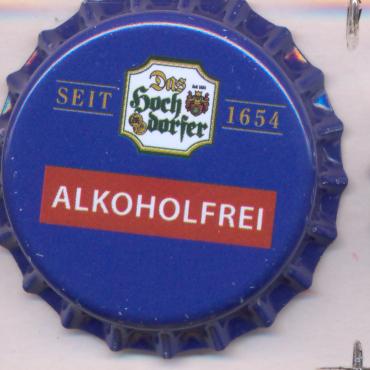 Das
Hoch
dorfer
SEIT 1654
ALKOHOLFREI